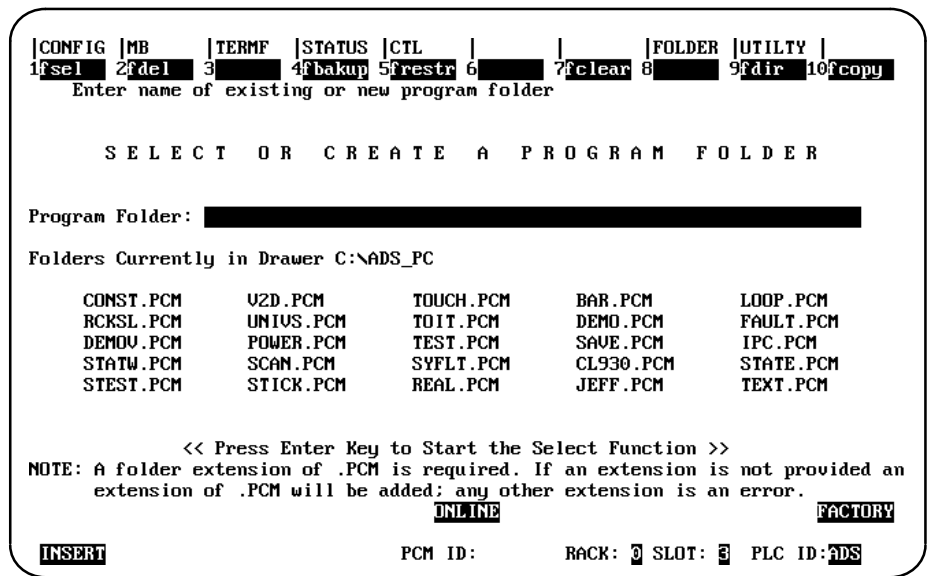 |CONFIG |MB |TERMF |STATUS |CTL | | |FOLDER |UTILTY |
1fsel 2fdel 3 4fbakup 5frestr 6 7fclear 8 9fdir 10fcopy
Enter name of existing or new program folder
S E L E C T O R C R E A T E A P R O G R A M F O L D E R
Program Folder:
Folders Currently in Drawer C:\ADS_PC
CONST.PCM V2D.PCM TOUCH.PCM BAR.PCM LOOP.PCM
RCKSL.PCM UNIVS.PCM TOIT.PCM DEMO.PCM FAULT.PCM
DEMOV.PCM POWER.PCM TEST.PCM SAVE.PCM IPC.PCM
STATW.PCM SCAN.PCM SYFLT.PCM CL930.PCM STATE.PCM
STEST.PCM STICK.PCM REAL.PCM JEFF.PCM TEXT.PCM
<< Press Enter Key to Start the Select Function >>
NOTE: A folder extension of .PCM is required. If an extension is not provided an
extension of .PCM will be added; any other extension is an error.
ONLINE FACTORY
INSERT PCM ID: RACK: 0 SLOT: 3 PLC ID:ADS